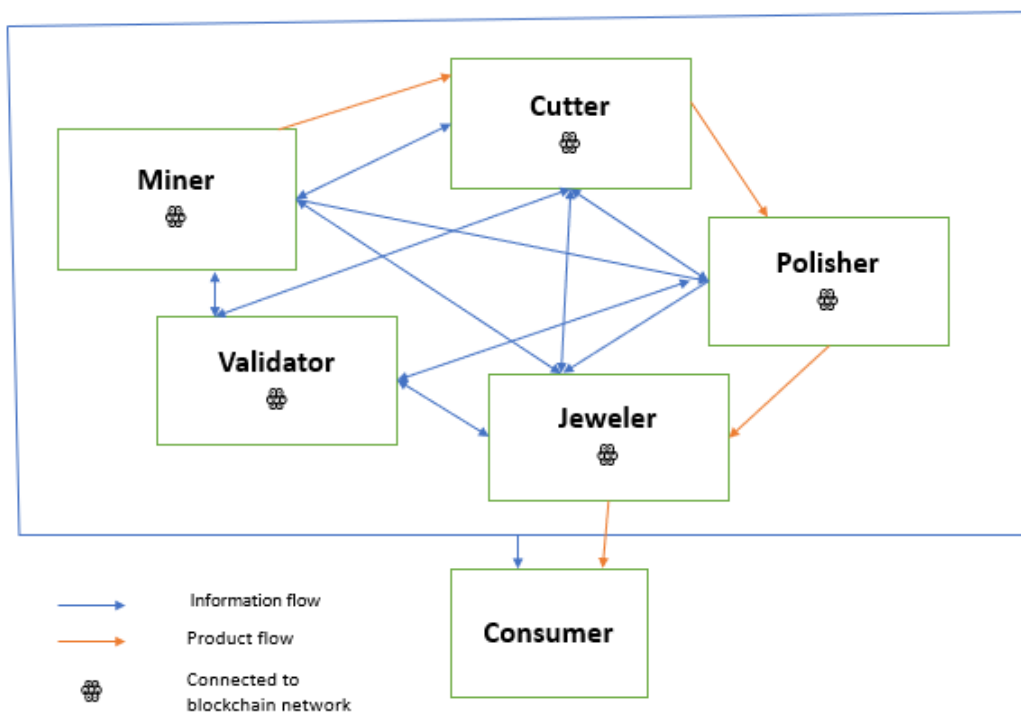 Cutter
Miner
Polisher
Validator
Jeweler
Consumer
Information flow
Product flow
Connected to
blockchain network